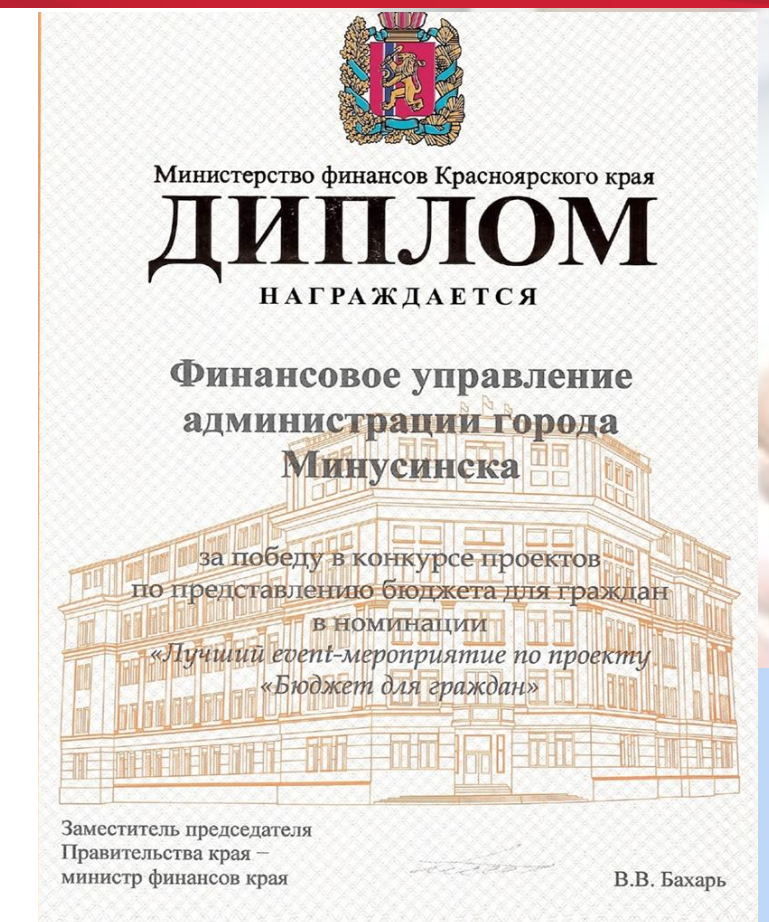 Министерство финансов Красноярского края
ДИПЛОМ
НАГРАЖДАЕТСЯ
Финансовое управление
администрации города
Минусинска
за победу в конкурсе проектов
по представлению бюджета для граждан
в номинации
«Лучший event-мероприятие по проекту
«Бюджет для граждан»
Заместитель председателя
Правительства края –
министр финансов края
В.В. Бахарь